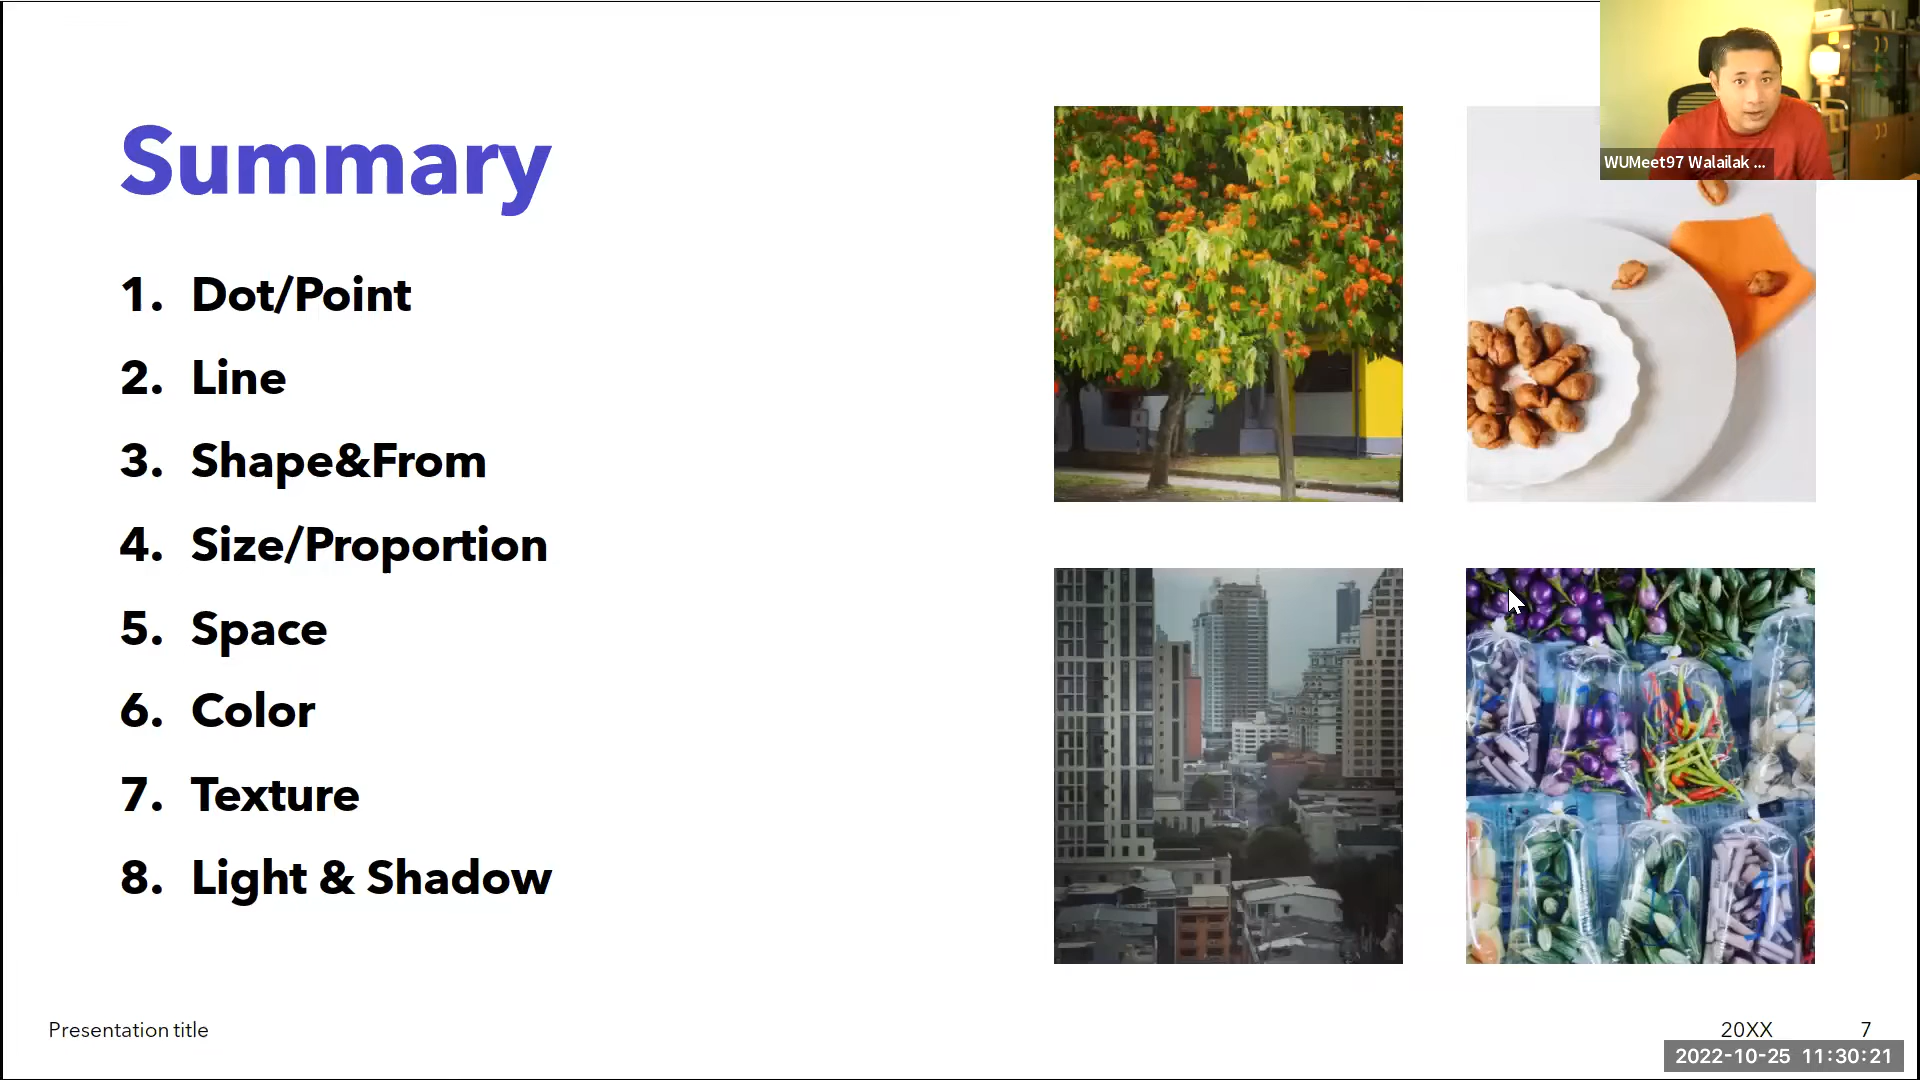 WUMeet97 Walailak ...
Summary
1. Dot/Point
2. Line
3. Shape&From
4. Size/Proportion
5. Space
6. Color
7. Texture
8. Light & Shadow
Presentation title
20XX
7
2022-10-25 11:30:21